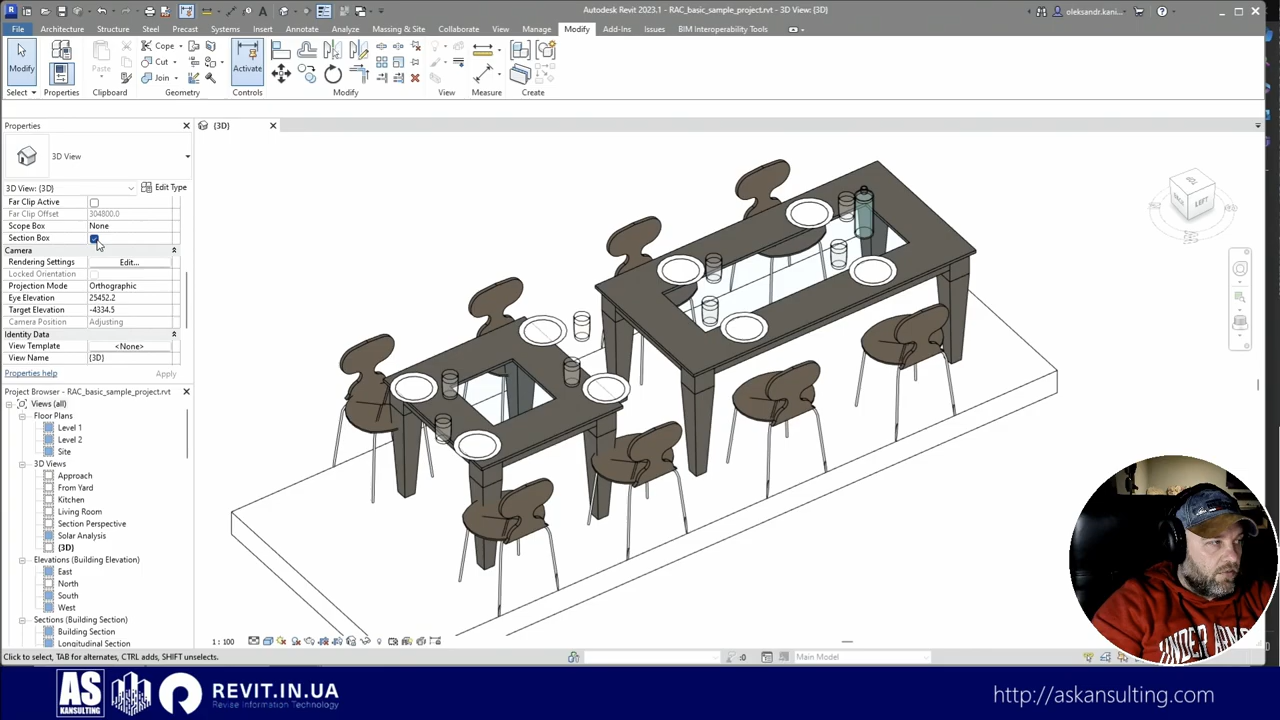 Autodesk Revit 2023.1 - RAC_basic_sample_project.rvt - 3D View: {3D}
oleksandr.kani...
File Architecture Structure Steel Precast Systems Insert Annotate Analyze Massing & Site Collaborate View Manage Modify Add-Ins Issues BIM Interoperability Tools
Modify
Properties
Paste
Cope
Cut
Join
Activate
Select Properties Clipboard Geometry Controls Modify View Measure Create
Properties
{3D}
3D View
3D View: {3D} Edit Type
Far Clip Active
Far Clip Offset 304800.0
Scope Box None
Section Box
Camera
Rendering Settings Edit...
Locked Orientation
Projection Mode Orthographic
Eye Elevation 25452.2
Target Elevation -4334.5
Camera Position Adjusting
Identity Data
View Template <None>
View Name {3D}
Properties help Apply
Project Browser - RAC_basic_sample_project.rvt
Views (all)
Floor Plans
Level 1
Level 2
Site
3D Views
Approach
From Yard
Kitchen
Living Room
Section Perspective
Solar Analysis
{3D}
Elevations (Building Elevation)
East
North
South
West
Sections (Building Section)
Building Section
Longitudinal Section
LEFT
1 : 100
Click to select, TAB for alternates, CTRL adds, SHIFT unselects.
:0
Main Model
UNDER
AS
KANSULTING
REVIT.IN.UA
Revise Information Technology
http://askansulting.com